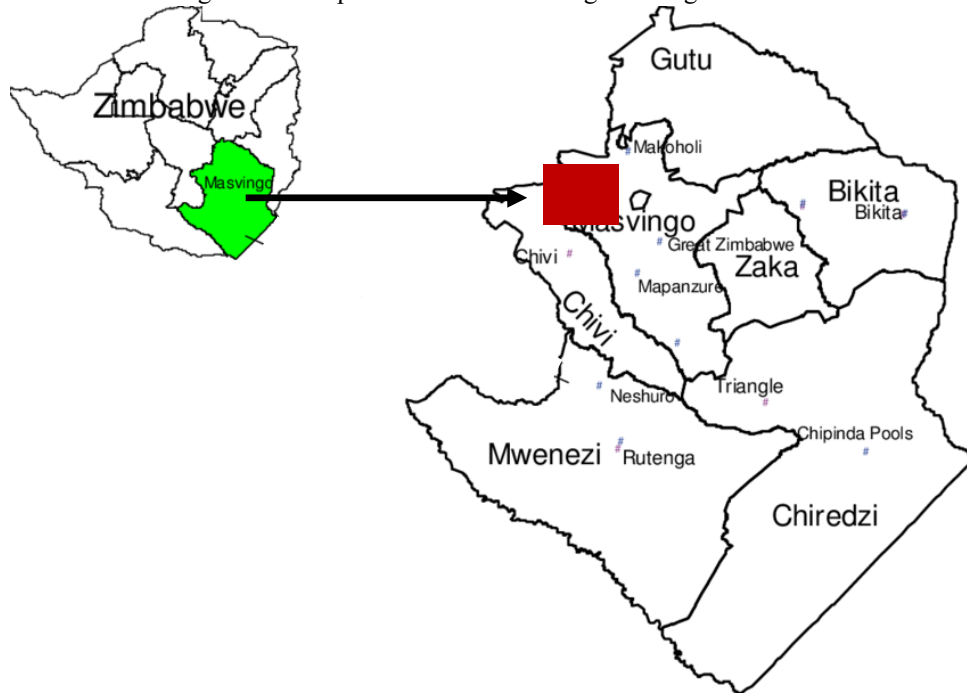 Zimbabwe
Masvingo
Gutu
Makoholi
Masvingo
Bikita
Bikita
Great Zimbabwe
Zaka
Chivi
Mapanzure
Chivi
Triangle
Neshuro
Chipinda Pools
Mwenezi
Rutenga
Chiredzi